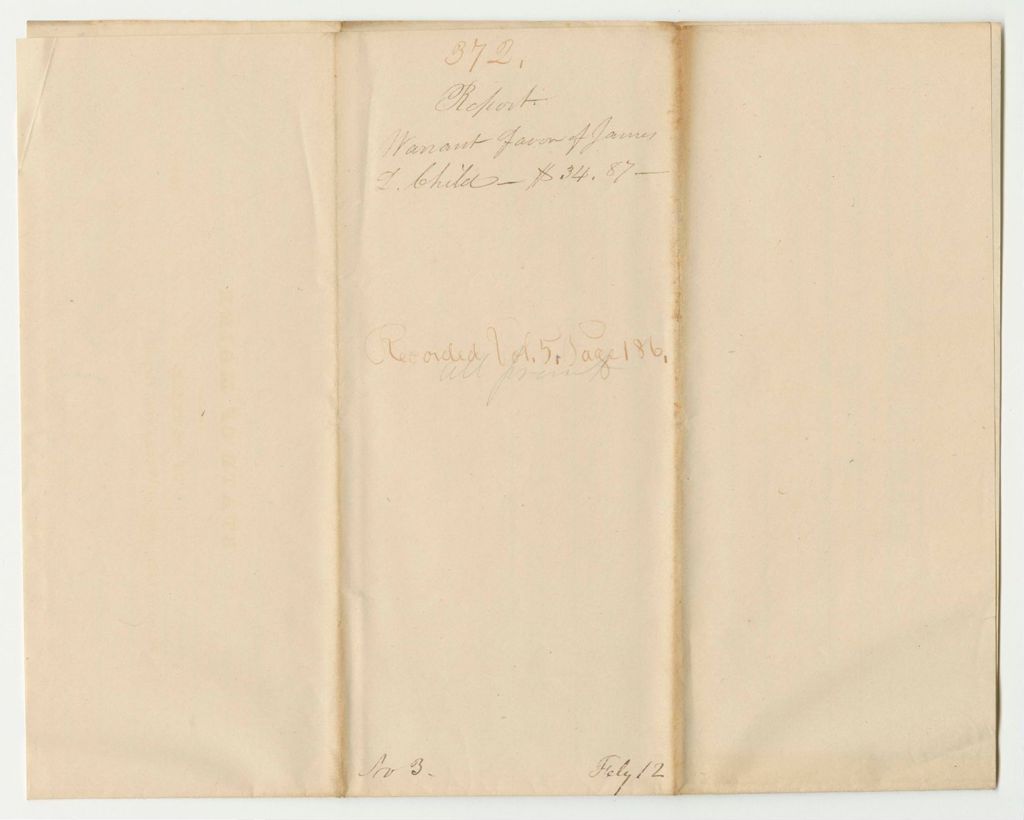 372.
Report
Warrant favor of James
L. Child — $34.87 —
Recorded Vol. 5, Page 186.
No 3.
Feby 12